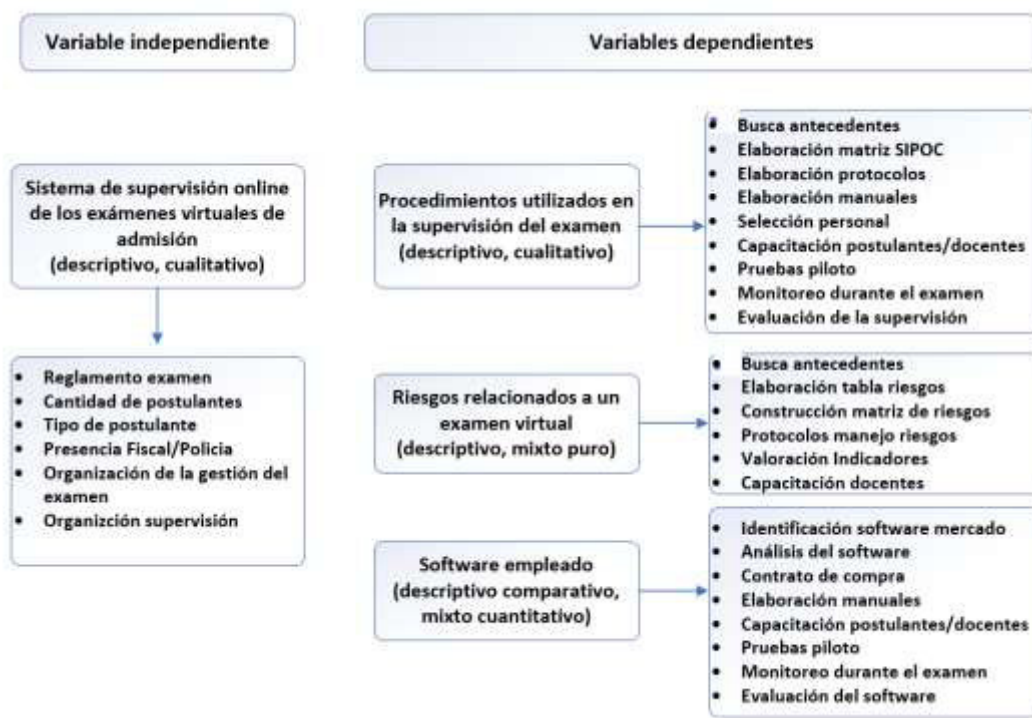 Variable independiente
Variables dependientes
Sistema de supervisión online
de los exámenes virtuales de
admisión
(descriptivo, cualitativo)
• Reglamento examen
• Cantidad de postulantes
• Tipo de postulante
• Presencia Fiscal/Policia
• Organización de la gestión del
examen
• Organizción supervisión
Procedimientos utilizados en
la supervisión del examen
(descriptivo, cualitativo)
• Busca antecedentes
• Elaboración matriz SIPOC
• Elaboración protocolos
• Elaboración manuales
• Selección personal
• Capacitación postulantes/docentes
• Pruebas piloto
• Monitoreo durante el examen
• Evaluación de la supervisión
Riesgos relacionados a un
examen virtual
(descriptivo, mixto puro)
• Busca antecedentes
• Elaboración tabla riesgos
• Construcción matriz de riesgos
• Protocolos manejo riesgos
• Valoración Indicadores
• Capacitación docentes
Software empleado
(descriptivo comparativo,
mixto cuantitativo)
• Identificación software mercado
• Análisis del software
• Contrato de compra
• Elaboración manuales
• Capacitación postulantes/docentes
• Pruebas piloto
• Monitoreo durante el examen
• Evaluación del software